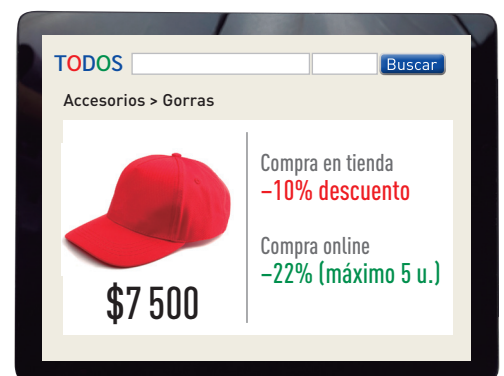 TODOS
Buscar
Accesorios > Gorras
Compra en tienda
–10% descuento
Compra online
–22% (máximo 5 u.)
$7 500